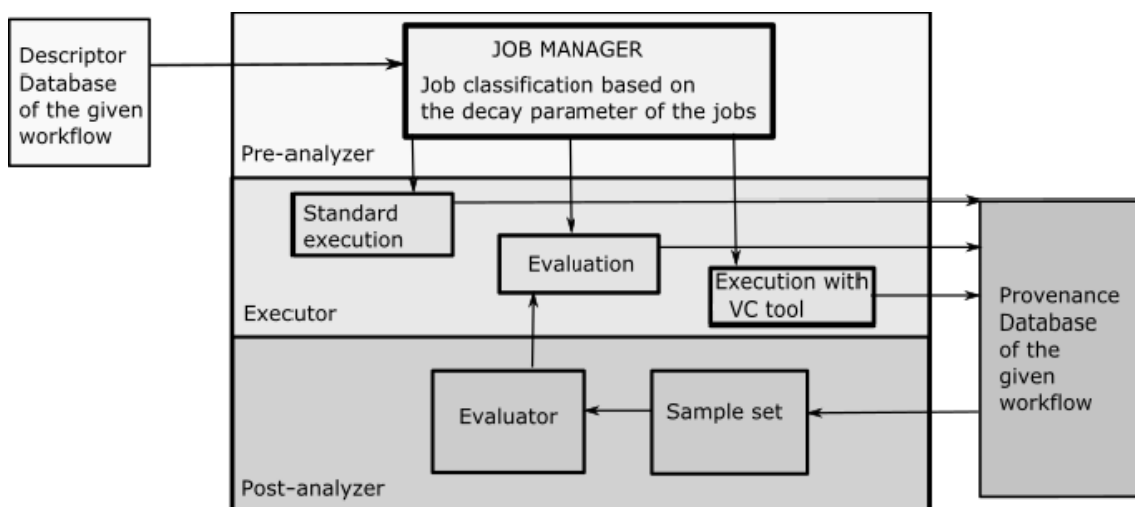 Descriptor
Database
of the given
workflow
JOB MANAGER
Job classification based on
the decay parameter of the jobs
Pre-analyzer
Standard
execution
Evaluation
Execution with
VC tool
Executor
Provenance
Database
of the
given
workflow
Evaluator
Sample set
Post-analyzer